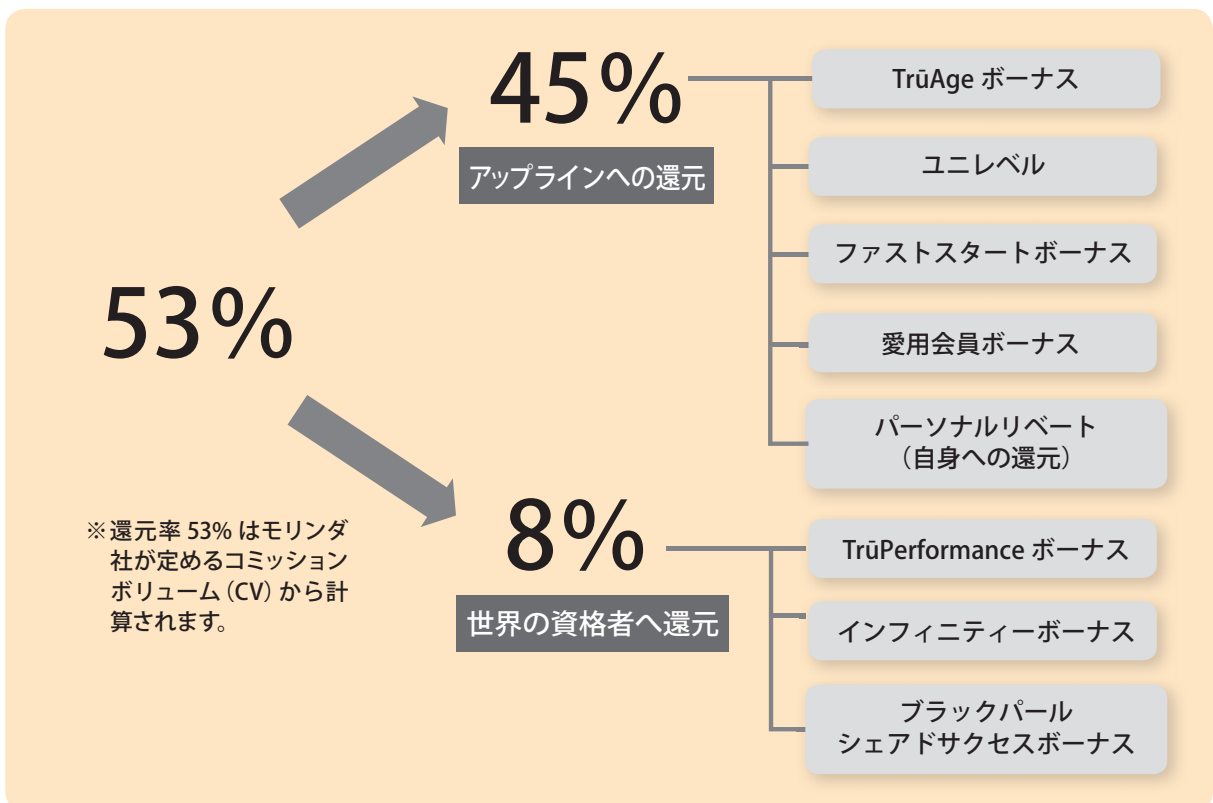 53%
※還元率 53% はモリンダ
社が定めるコミッション
ボリューム（CV）から計
算されます。
45%
アップラインへの還元
TrūAge ボーナス
ユニレベル
ファストスタートボーナス
愛用会員ボーナス
パーソナルリベート
（自身への還元）
8%
世界の資格者へ還元
TrūPerformance ボーナス
インフィニティーボーナス
ブラックパール
シェアドサクセスボーナス